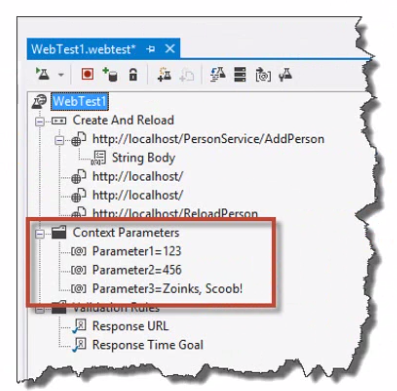 WebTest1.webtest*
WebTest1
Create And Reload
http://localhost/PersonService/AddPerson
String Body
http://localhost/
http://localhost/
http://localhost/ReloadPerson
Context Parameters
Parameter1=123
Parameter2=456
Parameter3=Zoinks, Scoob!
Validation Rules
Response URL
Response Time Goal